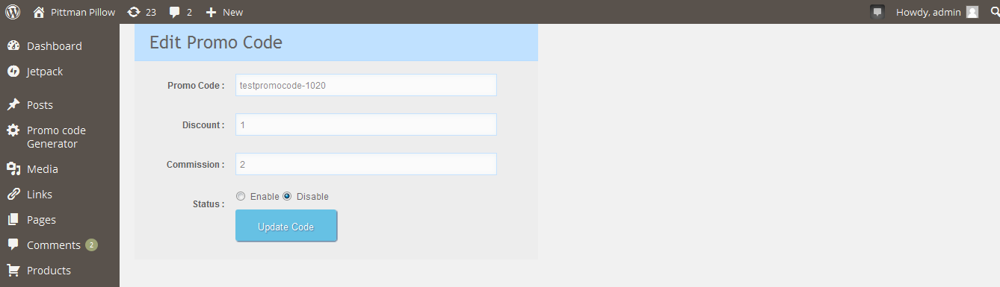 Pittman Pillow 23 2 New Howdy, admin
Dashboard
Jetpack
Posts
Promo code
Generator
Media
Links
Pages
Comments 2
Products
Edit Promo Code
Promo Code : testpromocode-1020
Discount : 1
Commission : 2
Status : Enable Disable
Update Code